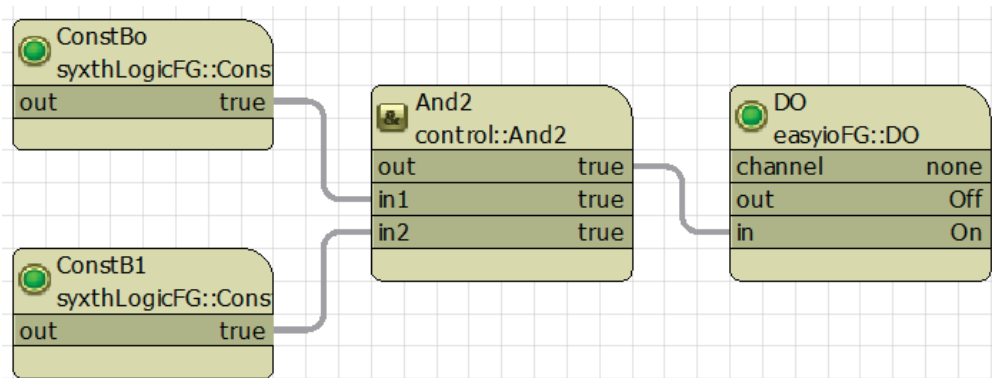 ConstBo
syxthLogicFG::Cons
out true
ConstB1
syxthLogicFG::Cons
out true
&
And2
control::And2
out true
in1 true
in2 true
DO
easyioFG::DO
channel none
out Off
in On